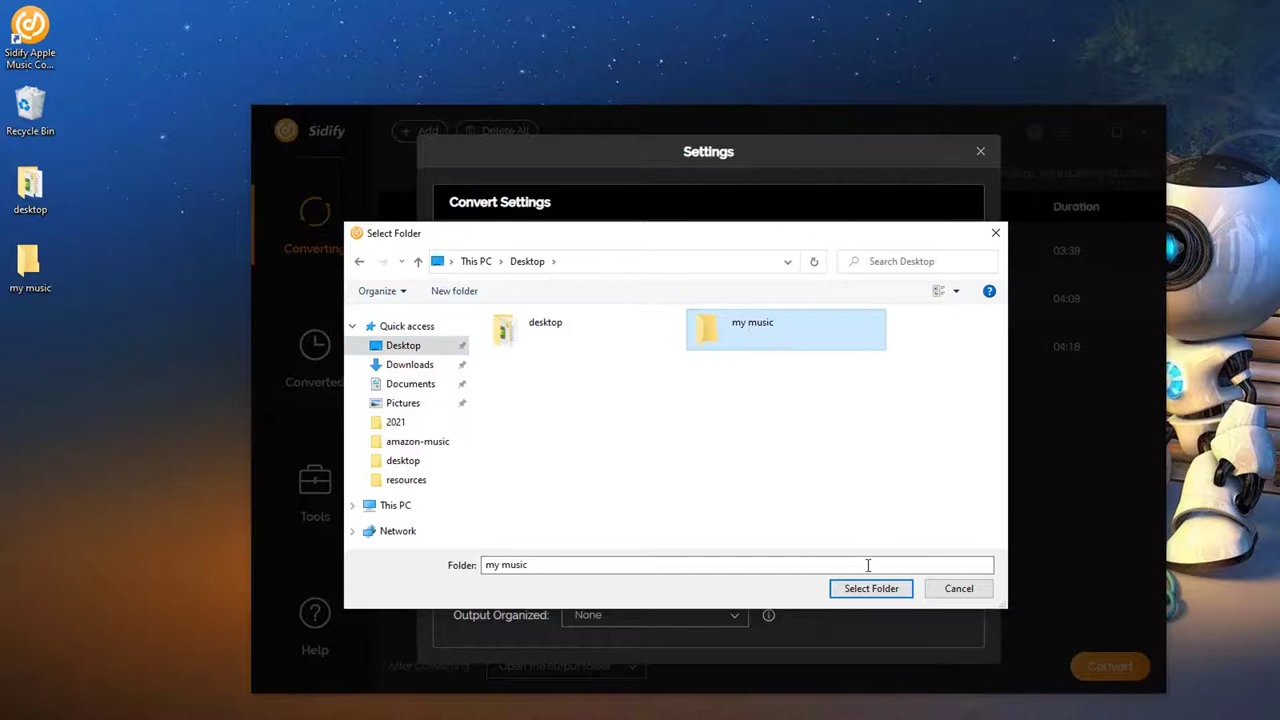 Sidify Apple
Music Co...
Recycle Bin
desktop
my music
Sidify
Add
Delete All
Settings
Convert Settings
Duration
03:39
04:09
04:18
Converting
Converted
Tools
Help
Select Folder
This PC
Desktop
Search Desktop
Organize
New folder
Quick access
Desktop
Downloads
Documents
Pictures
2021
amazon-music
desktop
resources
This PC
Network
desktop
my music
Folder:
my music
Select Folder
Cancel
Output Organized:
None
After Converting
Open the output folder
Convert